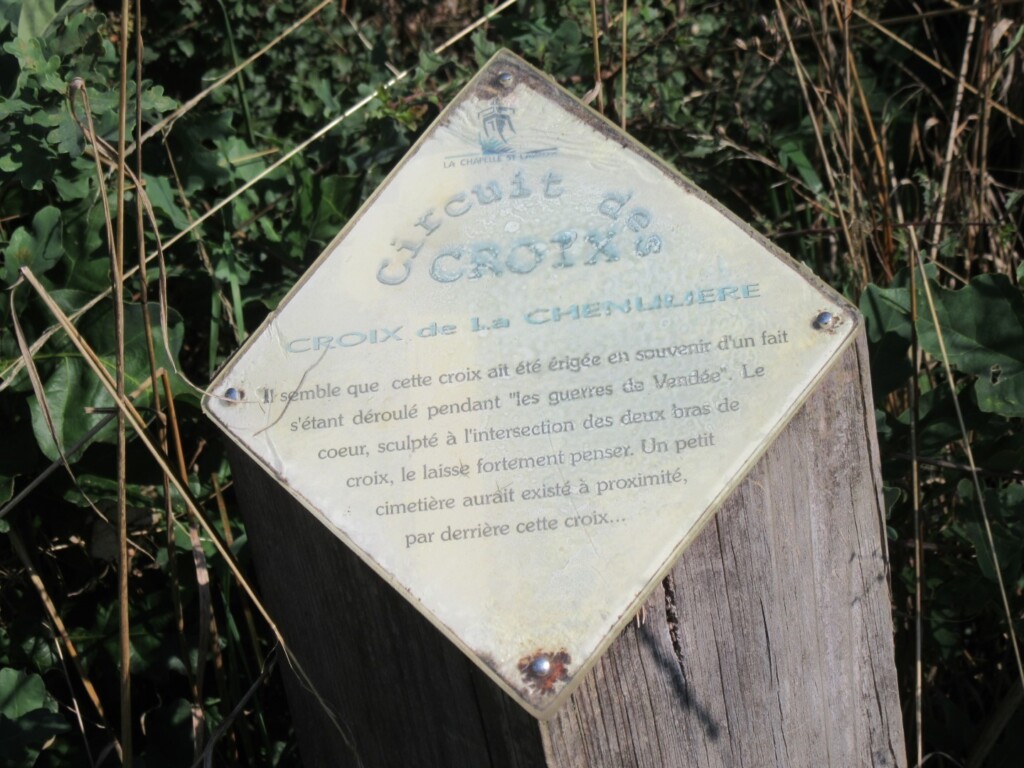 LA CHAPELLE St LAURENT
Circuit des
CROIX
CROIX de La CHENULIERE
Il semble que cette croix ait été érigée en souvenir d'un fait
s'étant déroulé pendant "les guerres de Vendée". Le
coeur, sculpté à l'intersection des deux bras de
croix, le laisse fortement penser. Un petit
cimetière aurait existé à proximité,
par derrière cette croix...